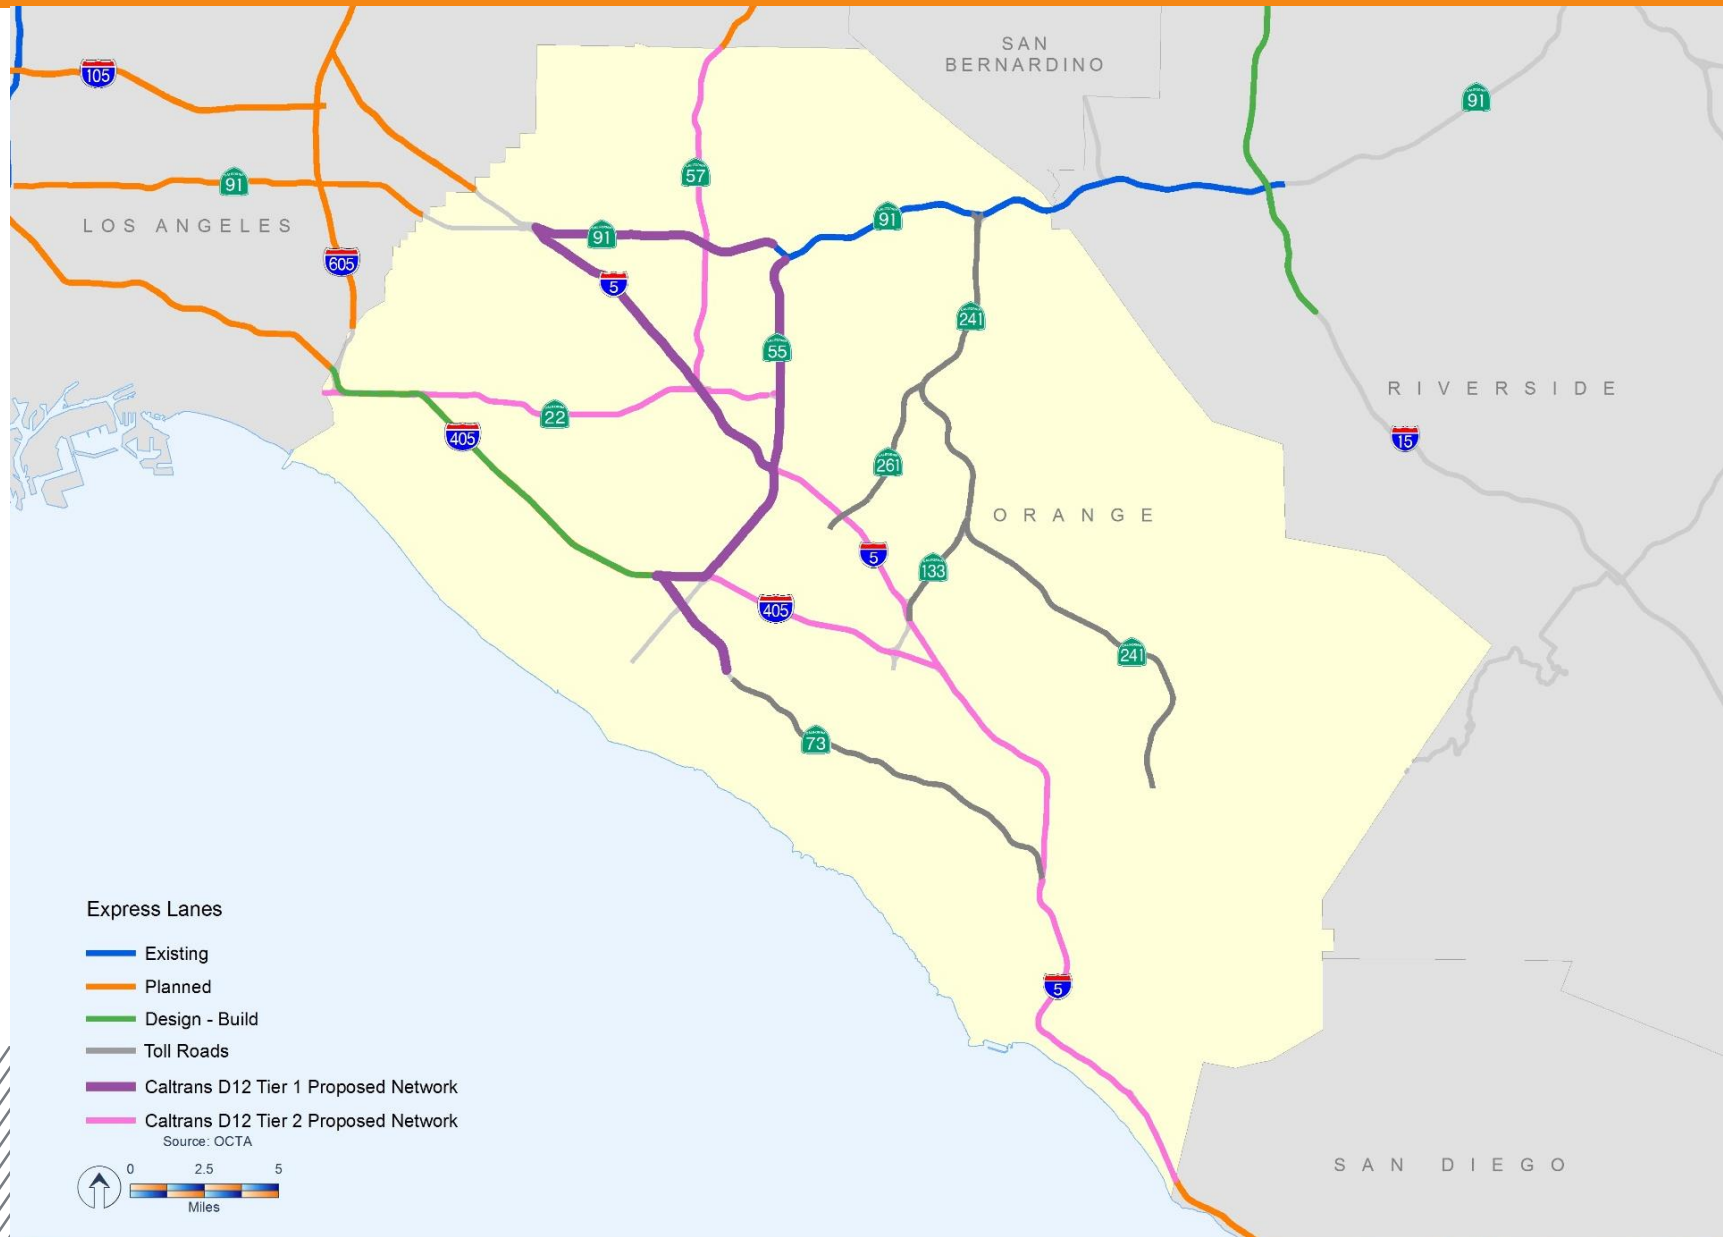 SAN
BERNARDINO
105
91
91
57
LOS ANGELES
91
91
605
5
241
55
RIVERSIDE
22
405
15
261
ORANGE
5
133
405
241
73
Express Lanes
Existing
Planned
5
Design - Build
Toll Roads
Caltrans D12 Tier 1 Proposed Network
Caltrans D12 Tier 2 Proposed Network
Source: OCTA
SAN DIEGO
0 2.5 5
Miles